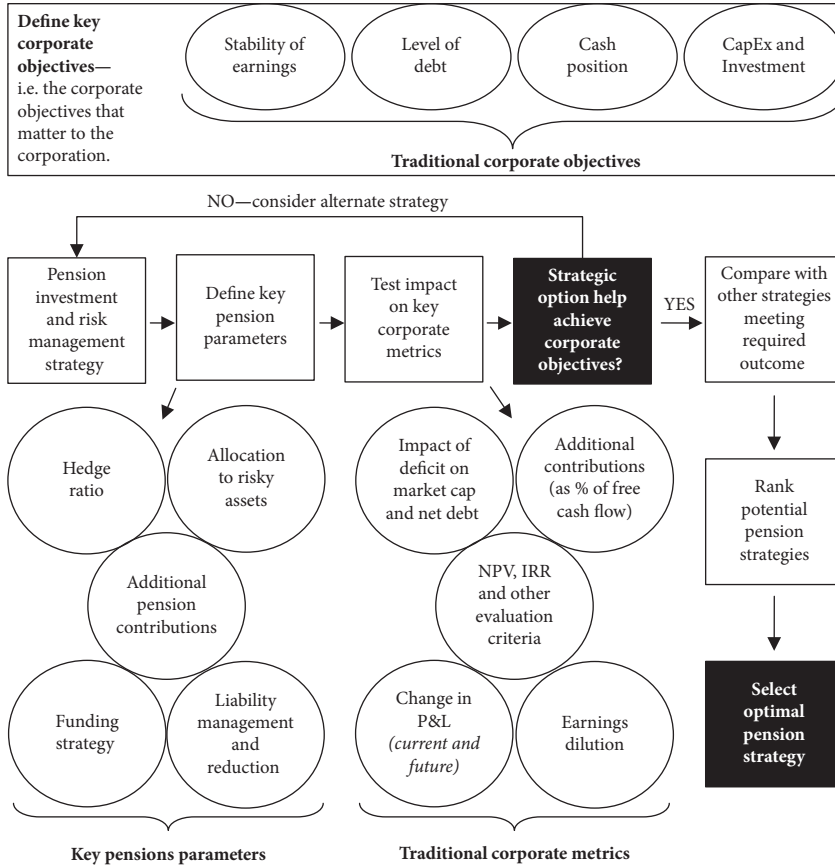 Define key
corporate
objectives—
i.e. the corporate
objectives that
matter to the
corporation.
Stability of
earnings
Level of
debt
Cash
position
CapEx and
Investment
Traditional corporate objectives
NO—consider alternate strategy
Pension
investment
and risk
management
strategy
Define key
pension
parameters
Test impact
on key
corporate
metrics
Strategic
option help
achieve
corporate
objectives?
YES
Compare with
other strategies
meeting
required
outcome
Hedge
ratio
Allocation
to risky
assets
Additional
pension
contributions
Funding
strategy
Liability
management
and
reduction
Key pensions parameters
Impact of
deficit on
market cap
and net debt
Additional
contributions
(as % of free
cash flow)
NPV, IRR
and other
evaluation
criteria
Change in
P&L
(current and
future)
Earnings
dilution
Traditional corporate metrics
Rank
potential
pension
strategies
Select
optimal
pension
strategy